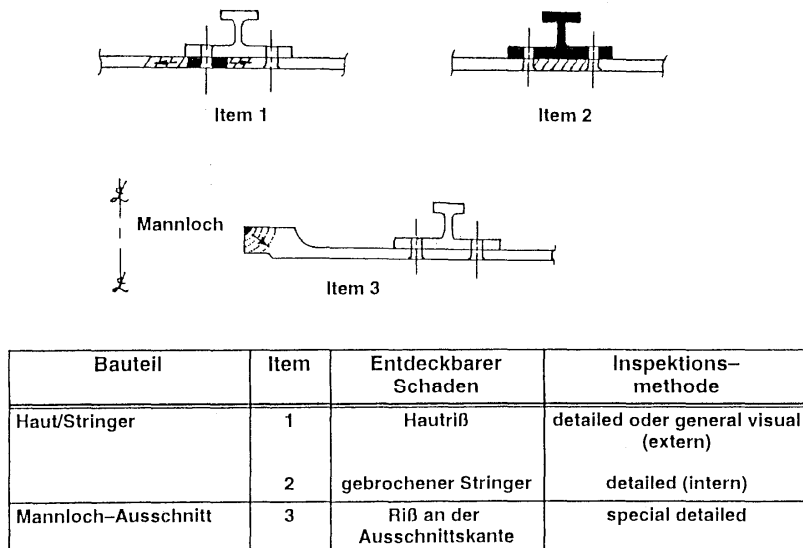 Item 1
Item 2
Mannloch
Item 3
Bauteil Item Entdeckbarer Schaden Inspektions–methode
Haut/Stringer 1 Hautriß detailed oder general visual (extern)
2 gebrochener Stringer detailed (intern)
Mannloch–Ausschnitt 3 Riß an der Ausschnittskante special detailed